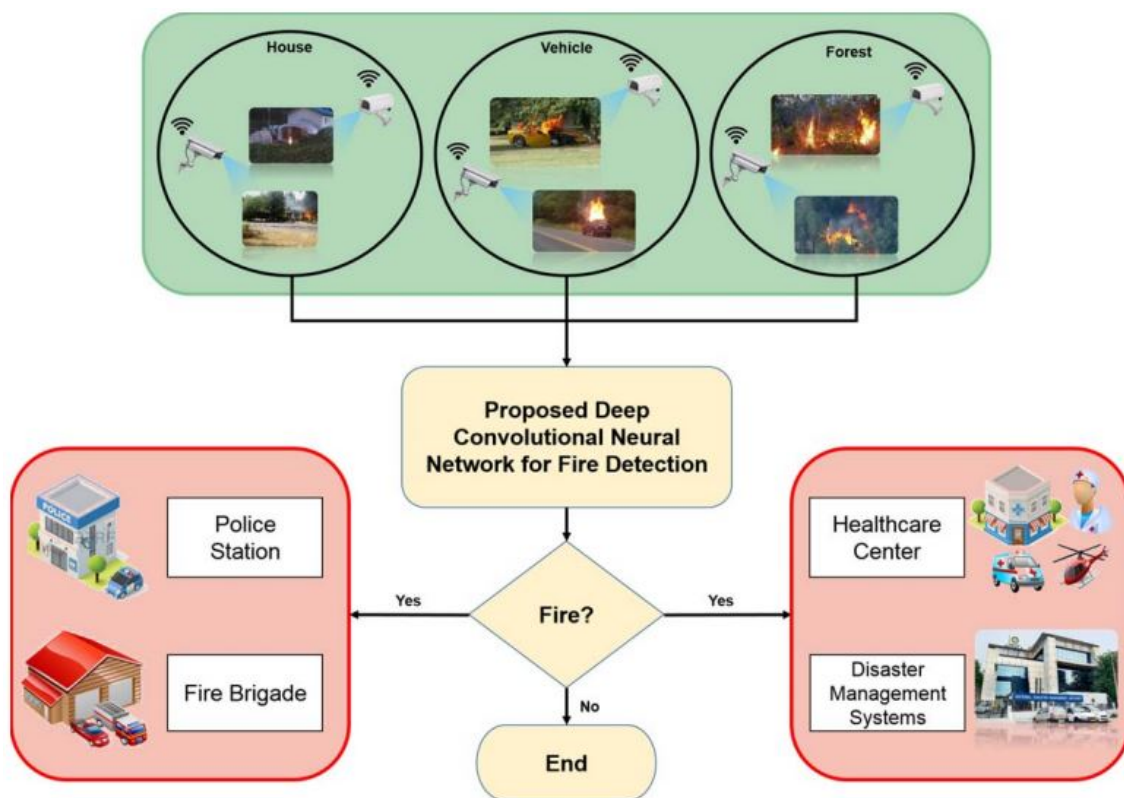 House
Vehicle
Forest
Proposed Deep
Convolutional Neural
Network for Fire Detection
POLICE
Police
Station
Healthcare
Center
Yes
Fire?
Yes
Fire Brigade
Disaster
Management
Systems
No
End